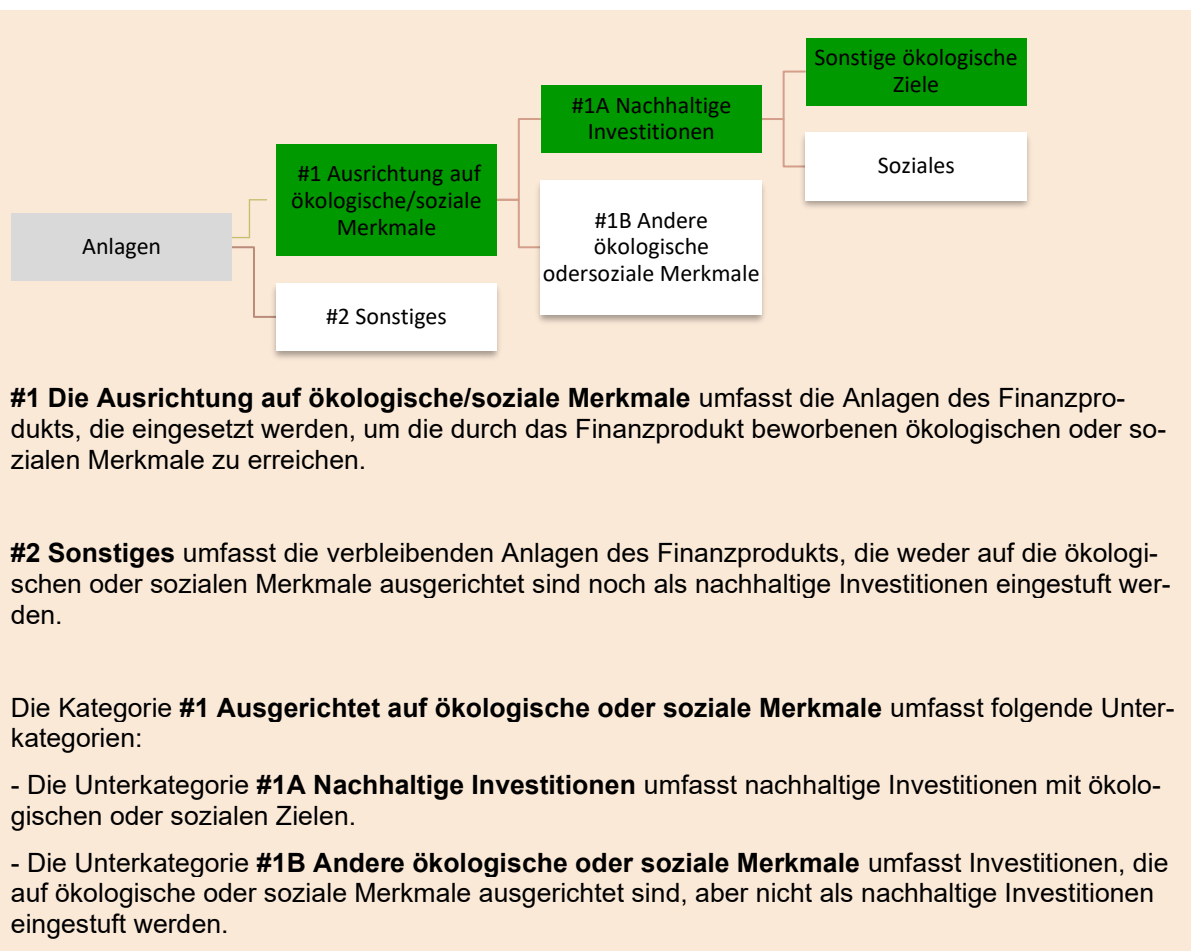 Sonstige ökologische
Ziele
#1A Nachhaltige
Investitionen
Soziales
#1 Ausrichtung auf
ökologische/soziale
Merkmale
#1B Andere
ökologische
odersoziale Merkmale
Anlagen
#2 Sonstiges
#1 Die Ausrichtung auf ökologische/soziale Merkmale umfasst die Anlagen des Finanzpro-
dukts, die eingesetzt werden, um die durch das Finanzprodukt beworbenen ökologischen oder so-
zialen Merkmale zu erreichen.
#2 Sonstiges umfasst die verbleibenden Anlagen des Finanzprodukts, die weder auf die ökologi-
schen oder sozialen Merkmale ausgerichtet sind noch als nachhaltige Investitionen eingestuft wer-
den.
Die Kategorie #1 Ausgerichtet auf ökologische oder soziale Merkmale umfasst folgende Unter-
kategorien:
- Die Unterkategorie #1A Nachhaltige Investitionen umfasst nachhaltige Investitionen mit ökolo-
gischen oder sozialen Zielen.
- Die Unterkategorie #1B Andere ökologische oder soziale Merkmale umfasst Investitionen, die
auf ökologische oder soziale Merkmale ausgerichtet sind, aber nicht als nachhaltige Investitionen
eingestuft werden.